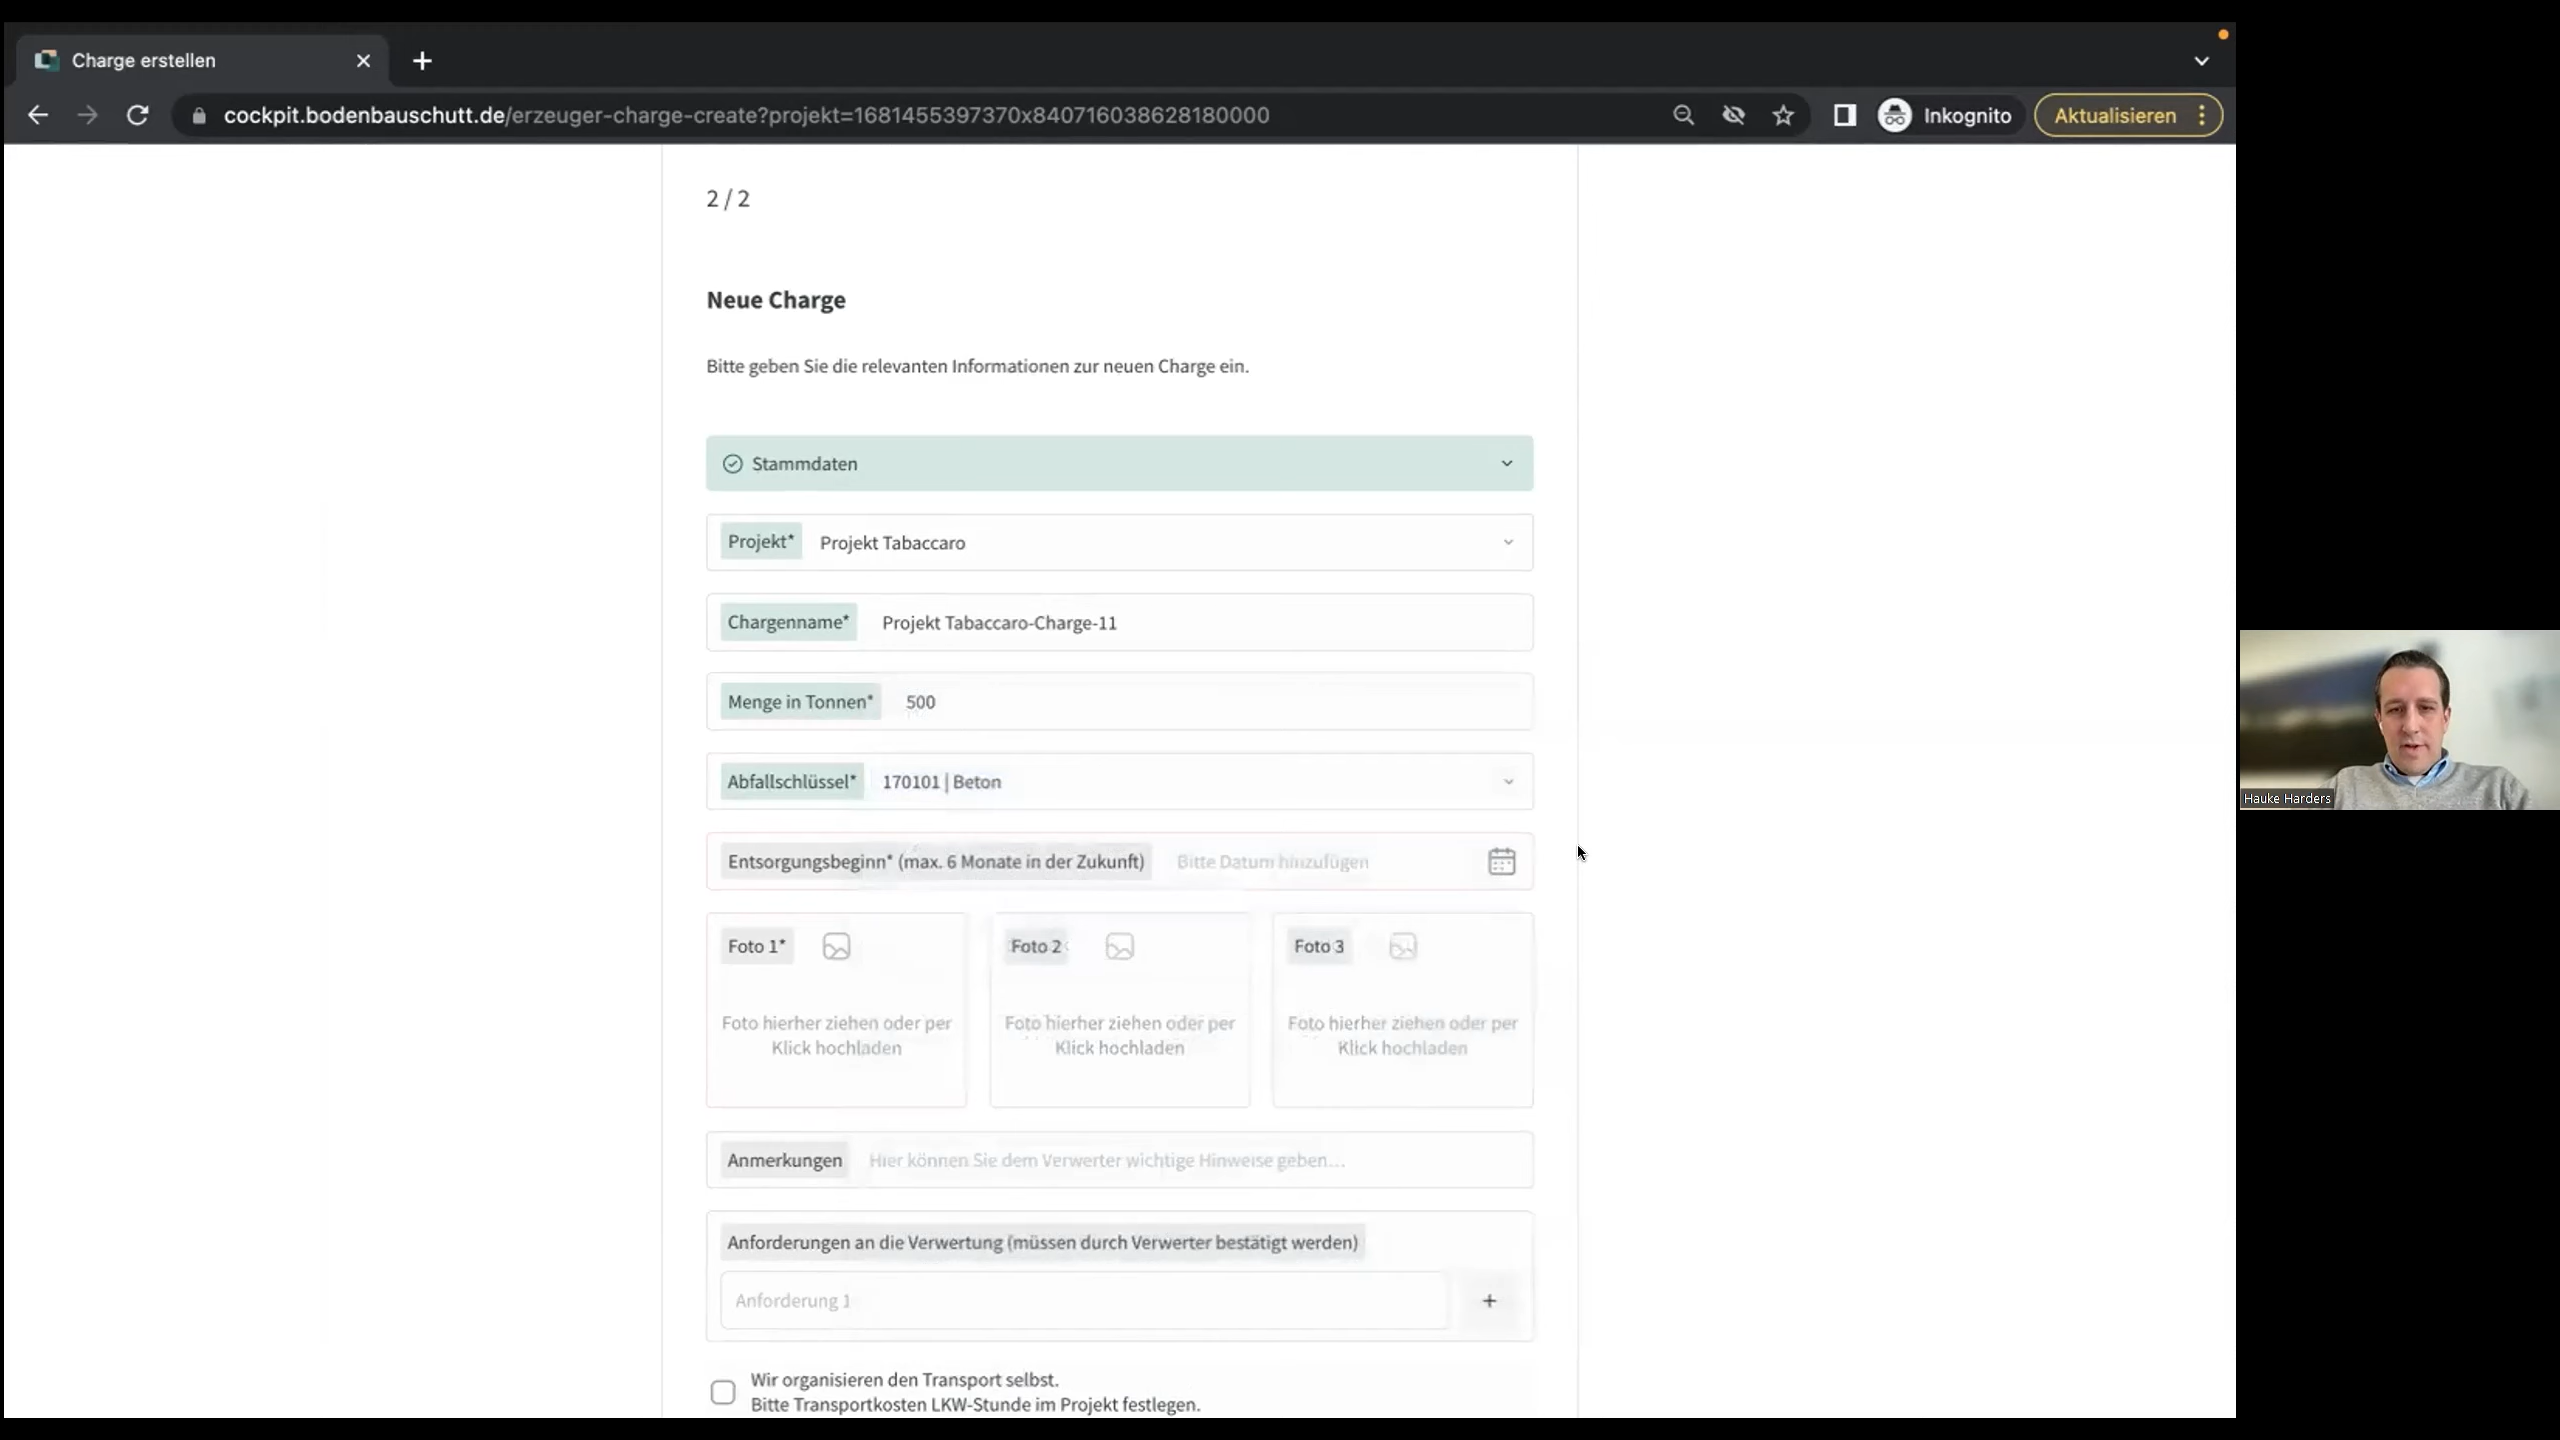 Charge erstellen
cockpit.bodenbauschutt.de/erzeuger-charge-create?projekt=1681455397370x840716038628180000
Inkognito
Aktualisieren
2 / 2
Neue Charge
Bitte geben Sie die relevanten Informationen zur neuen Charge ein.
Stammdaten
Projekt* Projekt Tabaccaro
Chargenname* Projekt Tabaccaro-Charge-11
Menge in Tonnen* 500
Abfallschlüssel* 170101 | Beton
Entsorgungsbeginn* (max. 6 Monate in der Zukunft) Bitte Datum hinzufügen
Foto 1* Foto 2 Foto 3
Foto hierher ziehen oder per Foto hierher ziehen oder per Foto hierher ziehen oder per
Klick hochladen Klick hochladen Klick hochladen
Anmerkungen Hier können Sie dem Verwerter wichtige Hinweise geben...
Anforderungen an die Verwertung (müssen durch Verwerter bestätigt werden)
Anforderung 1 +
Wir organisieren den Transport selbst.
Bitte Transportkosten LKW-Stunde im Projekt festlegen.
Hauke Harders